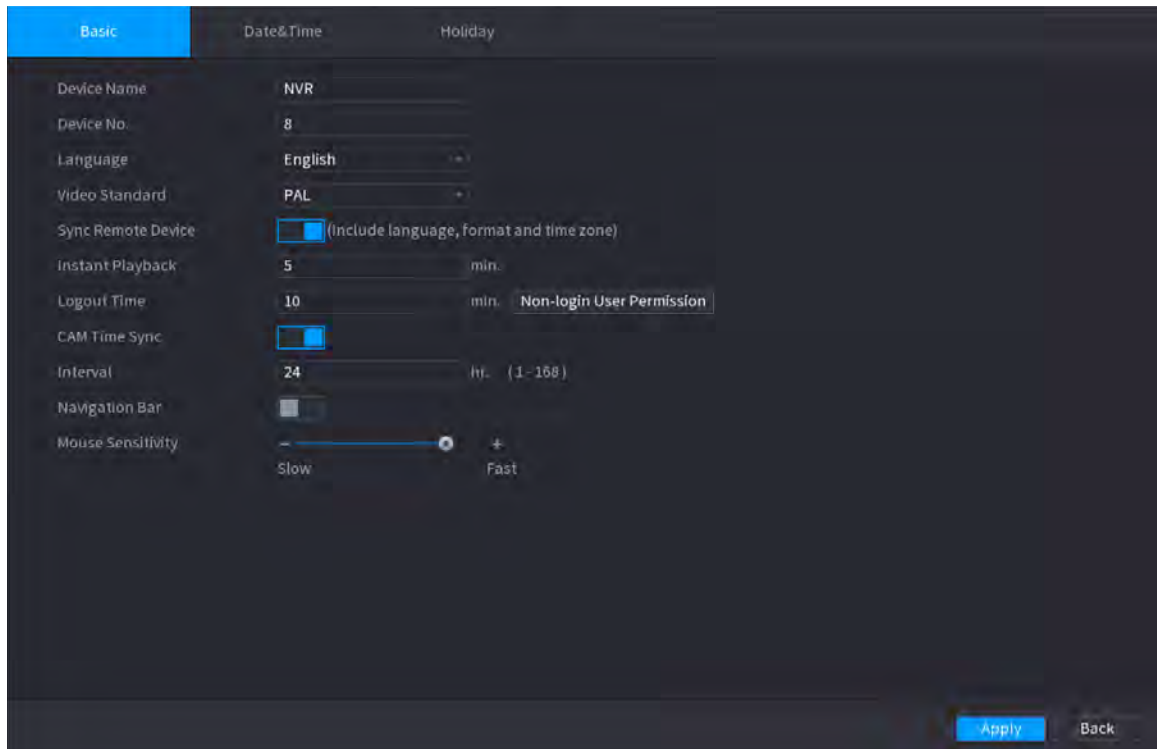 Basic Date&Time Holiday
Device Name NVR
Device No. 8
Language English
Video Standard PAL
Sync Remote Device (Include language, format and time zone)
Instant Playback 5 min.
Logout Time 10 min. Non-login User Permission
CAM Time Sync
Interval 24 hr. (1-168)
Navigation Bar
Mouse Sensitivity - +
Slow Fast
Apply Back